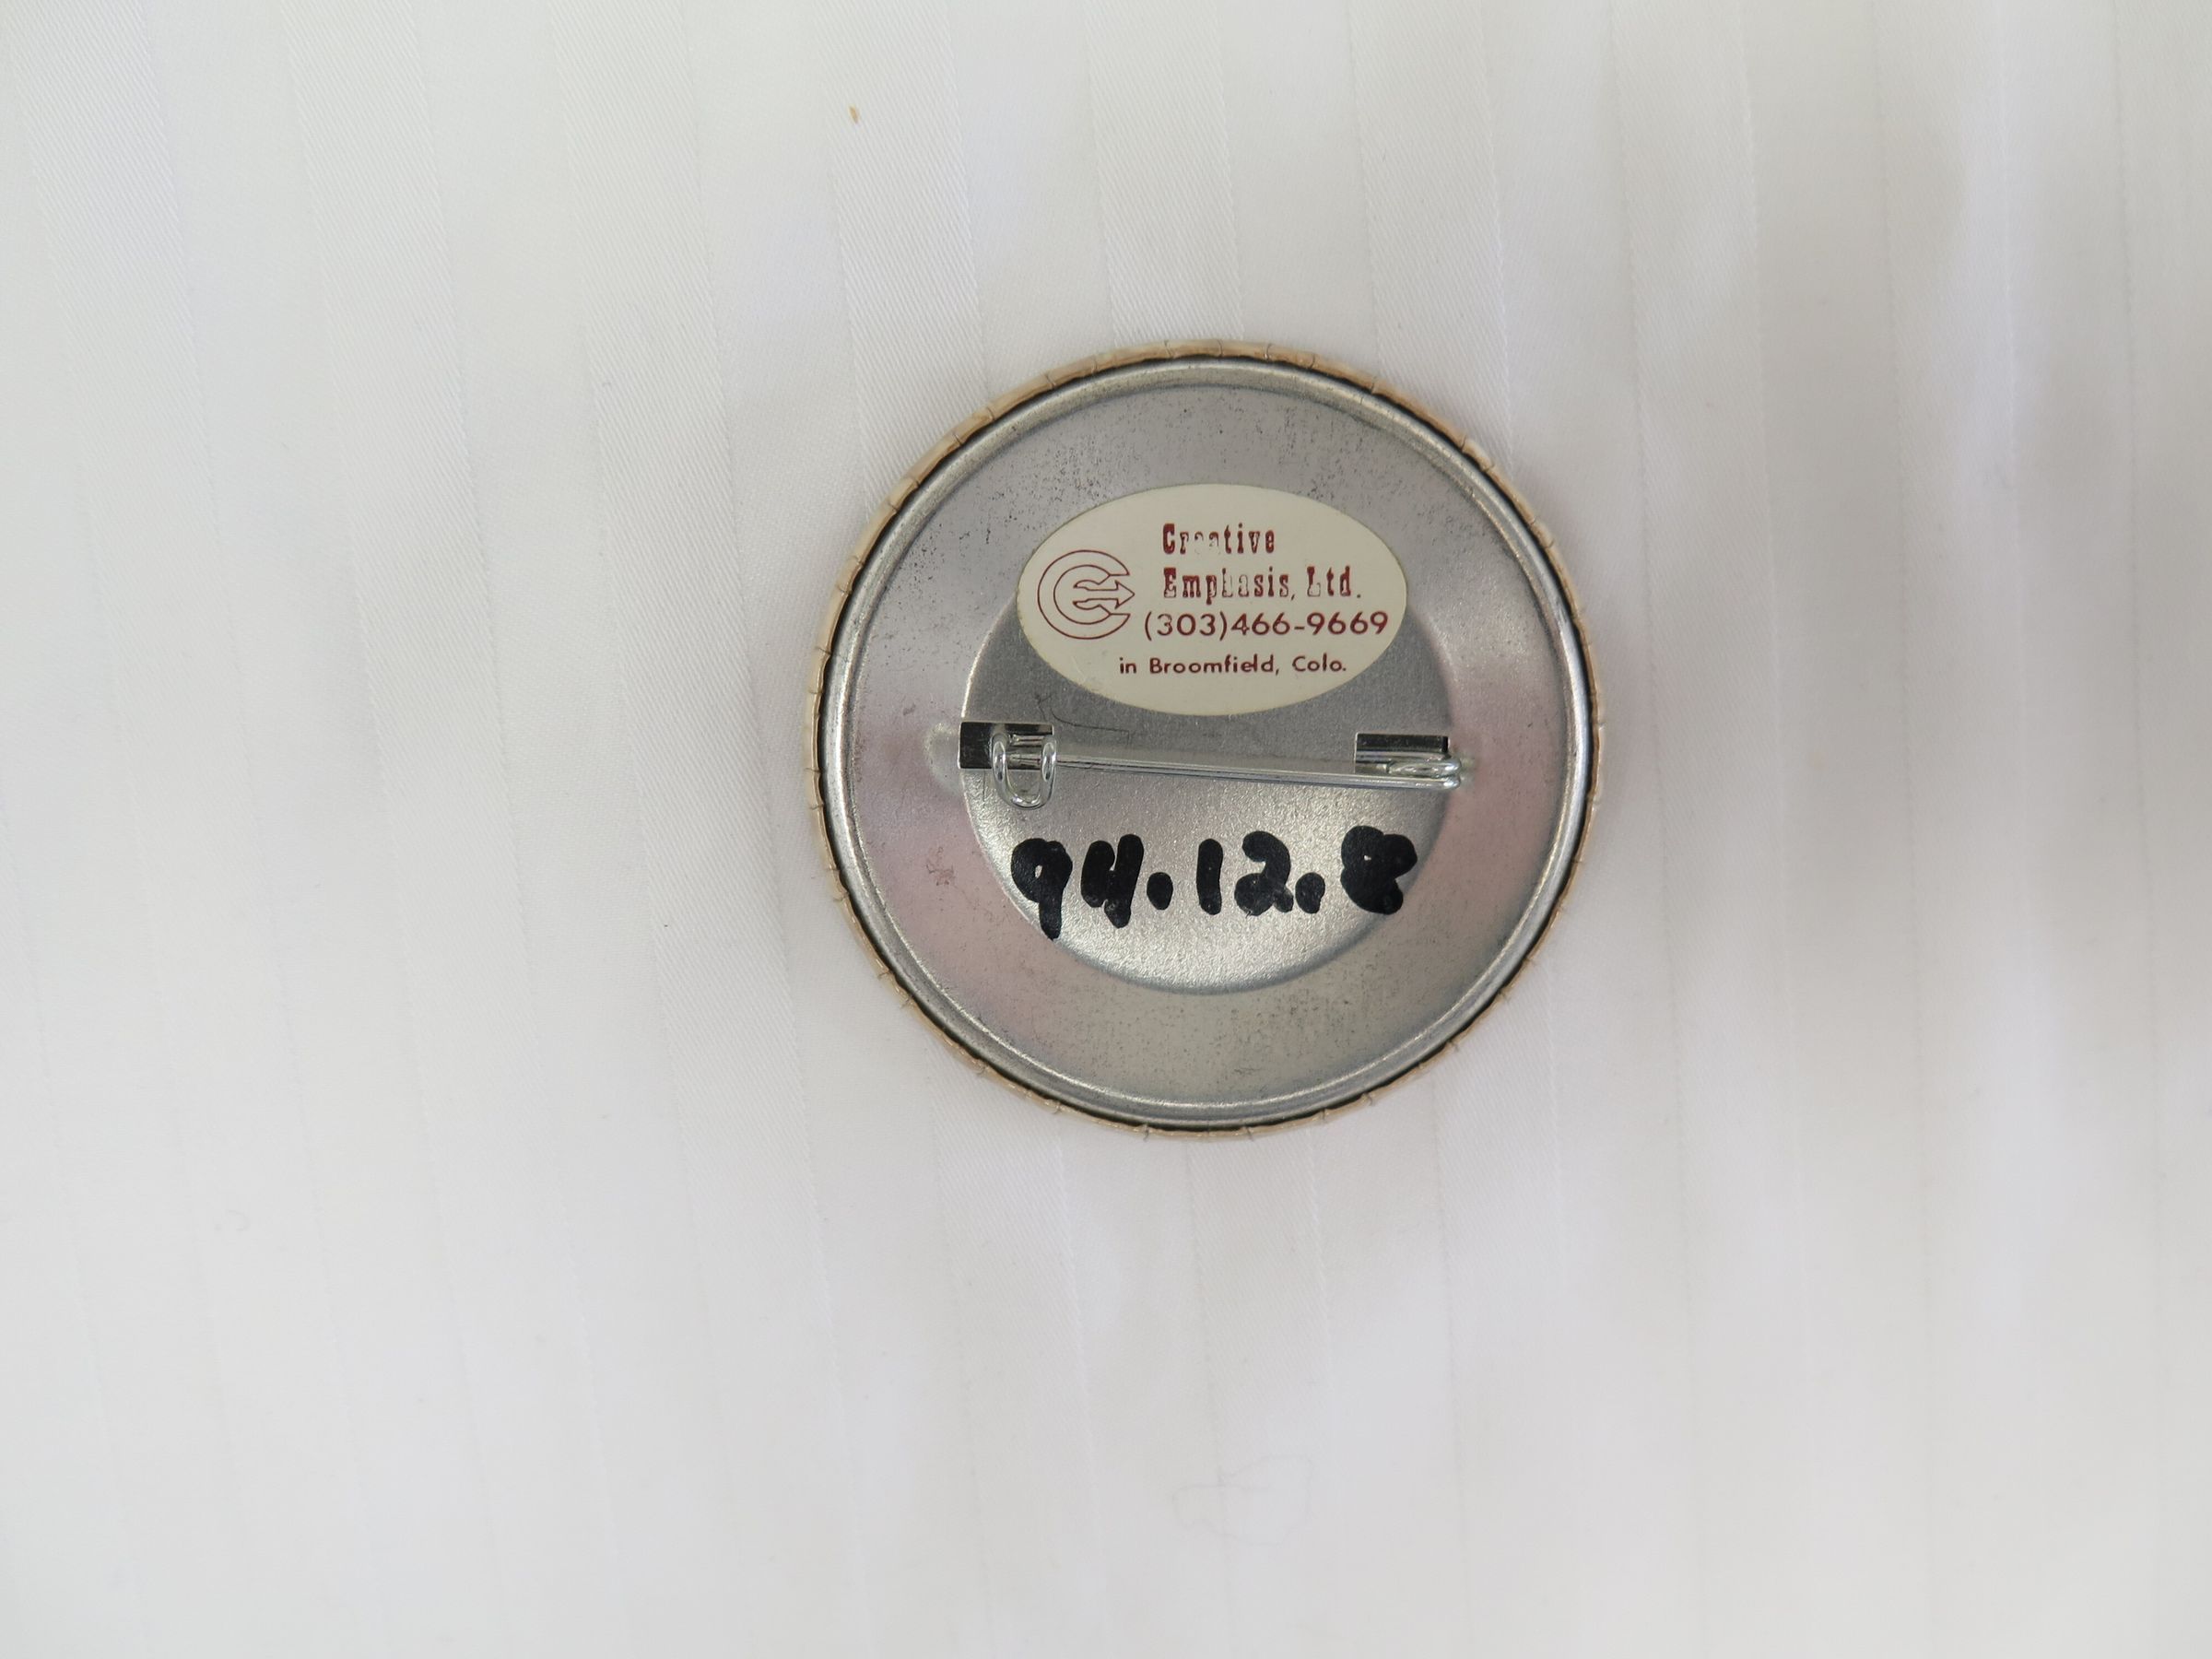 Creative
Emphasis, Ltd.
(303)466-9669
in Broomfield, Colo.
94.12.8